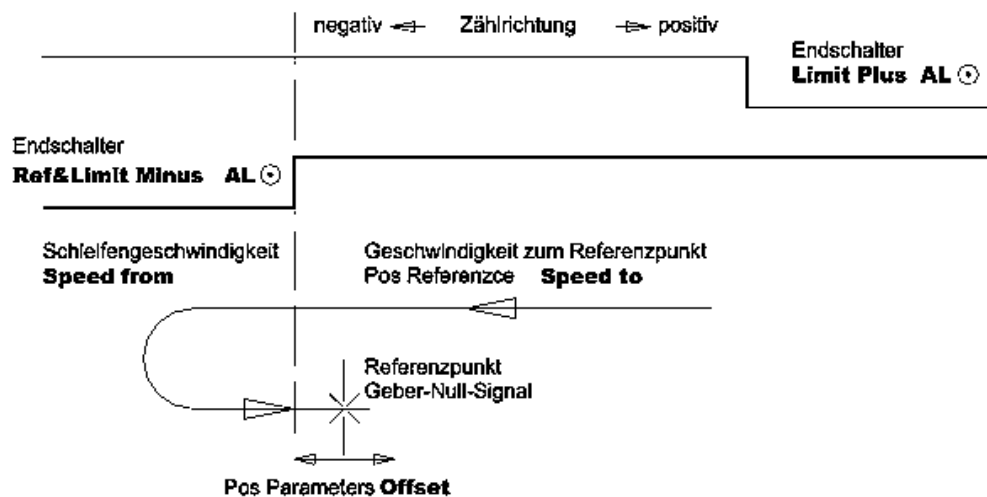 negativ Zählrichtung positiv
Endschalter
Limit Plus AL
Endschalter
Ref&Limit Minus AL
Schleifengeschwindigkeit
Speed from
Geschwindigkeit zum Referenzpunkt
Pos Referenzce Speed to
Referenzpunkt
Geber-Null-Signal
Pos Parameters Offset